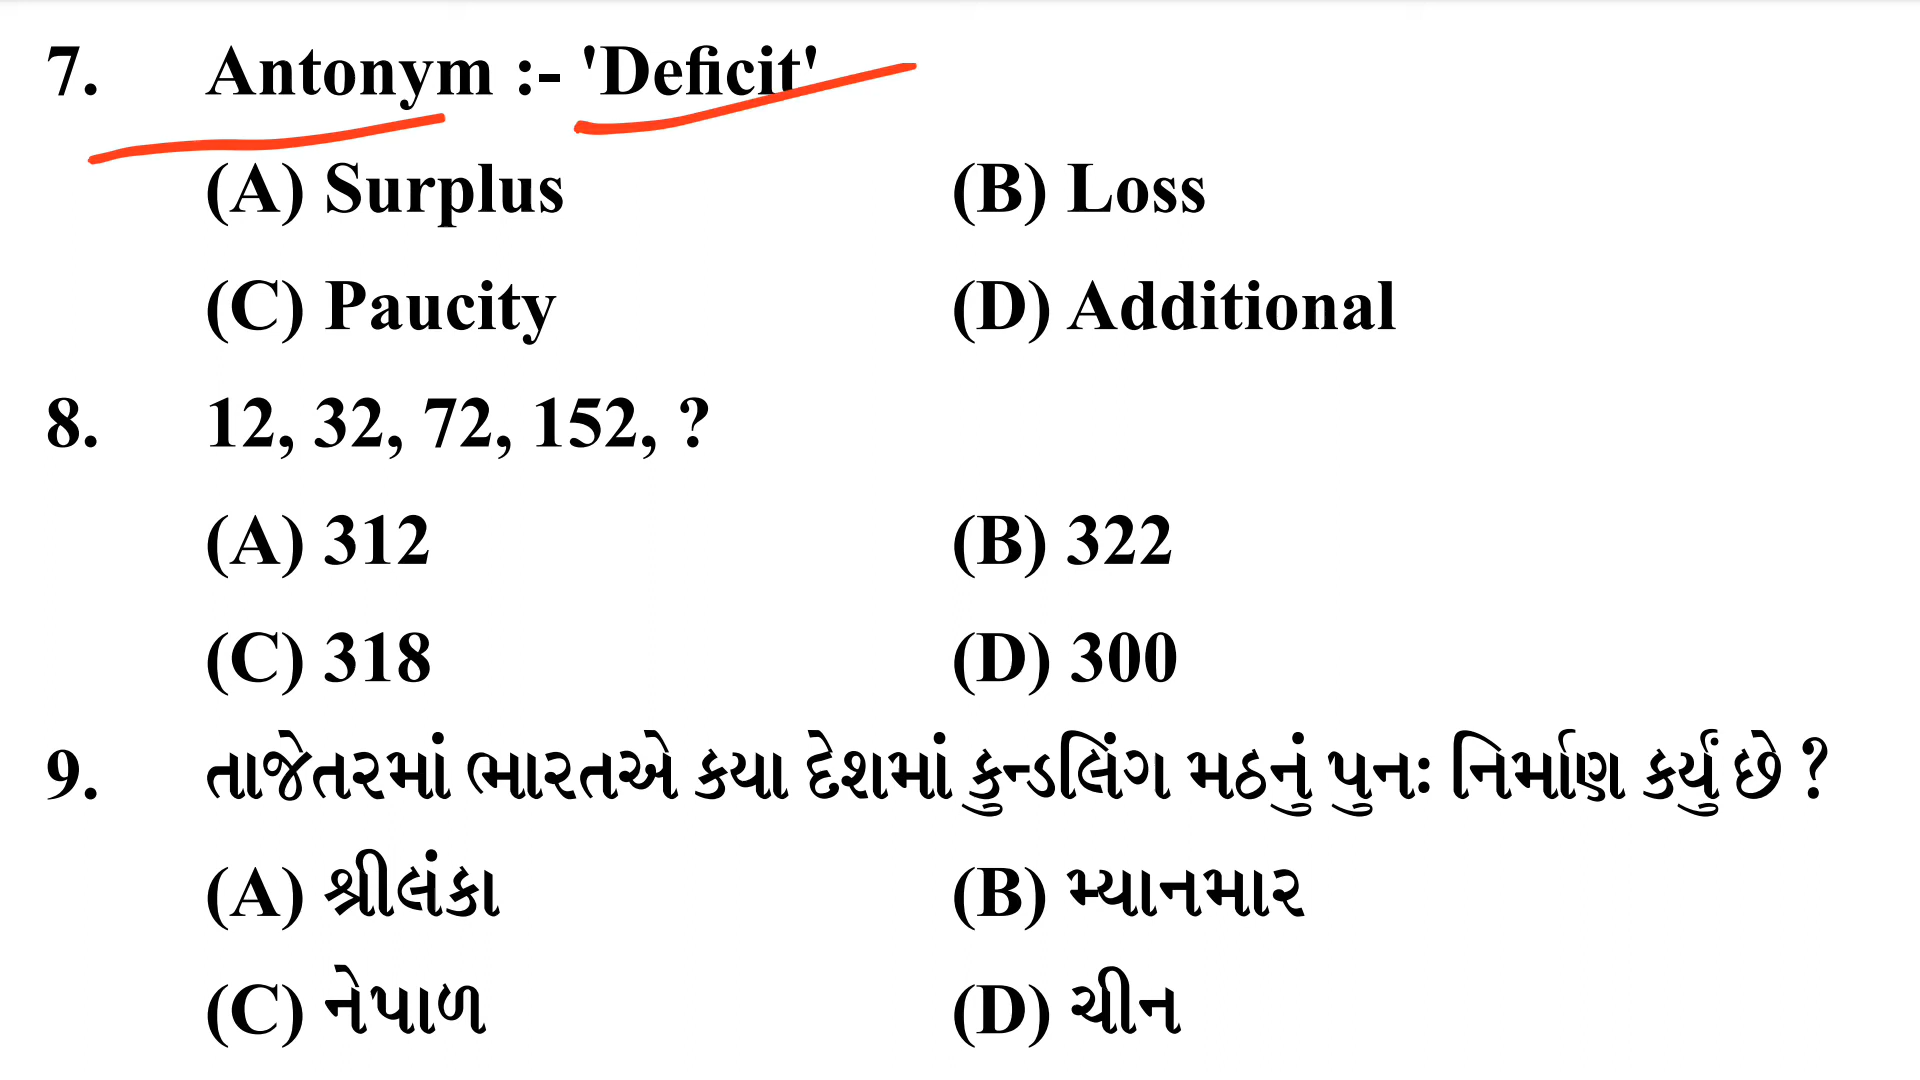 7. Antonym :- 'Deficit'
(A) Surplus (B) Loss
(C) Paucity (D) Additional
8. 12, 32, 72, 152, ?
(A) 312 (B) 322
(C) 318 (D) 300
9. તાજેતરમાં ભારતએ કયા દેશમાં કુન્ડલિંગ મઠનું પુનઃ નિર્માણ કર્યું છે ?
(A) શ્રીલંકા (B) મ્યાનમાર
(C) નેપાળ (D) ચીન